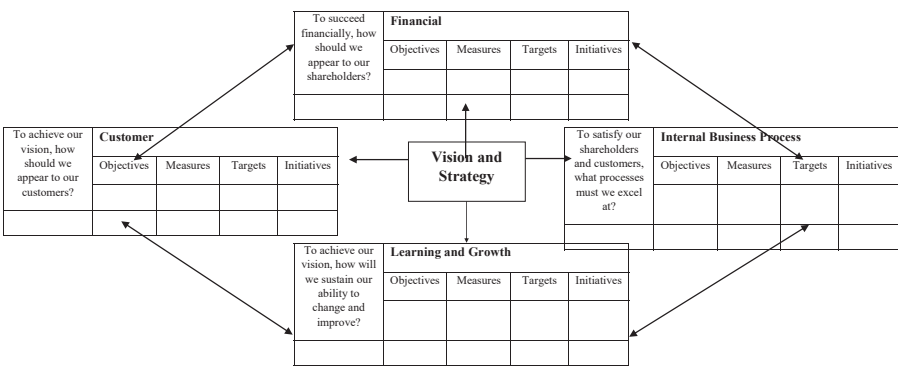 To succeed
financially, how
should we
appear to our
shareholders?
Financial
Objectives Measures Targets Initiatives
To achieve our
vision, how
should we
appear to our
customers?
Customer
Objectives Measures Targets Initiatives
Vision and
Strategy
To satisfy our
shareholders
and customers,
what processes
must we excel
at?
Internal Business Process
Objectives Measures Targets Initiatives
To achieve our
vision, how will
we sustain our
ability to
change and
improve?
Learning and Growth
Objectives Measures Targets Initiatives